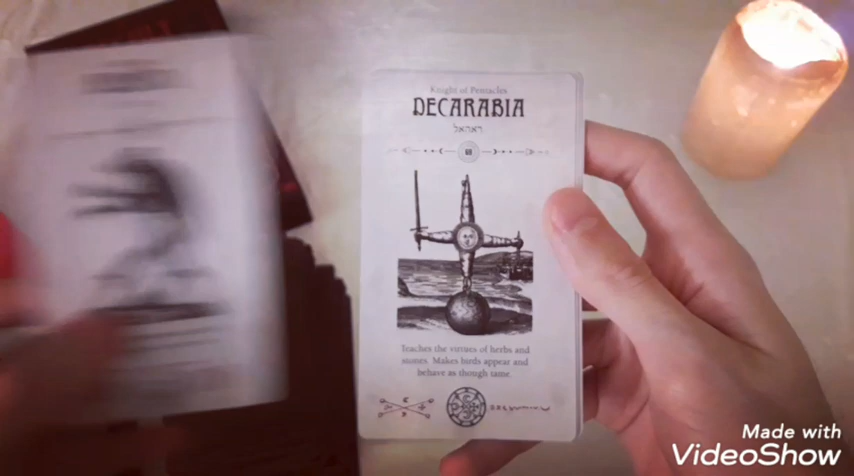 Knight of Pentacles
DECARABIA
Teaches the virtues of herbs and
stones. Makes birds appear and
behave as though tame.
Made with
VideoShow